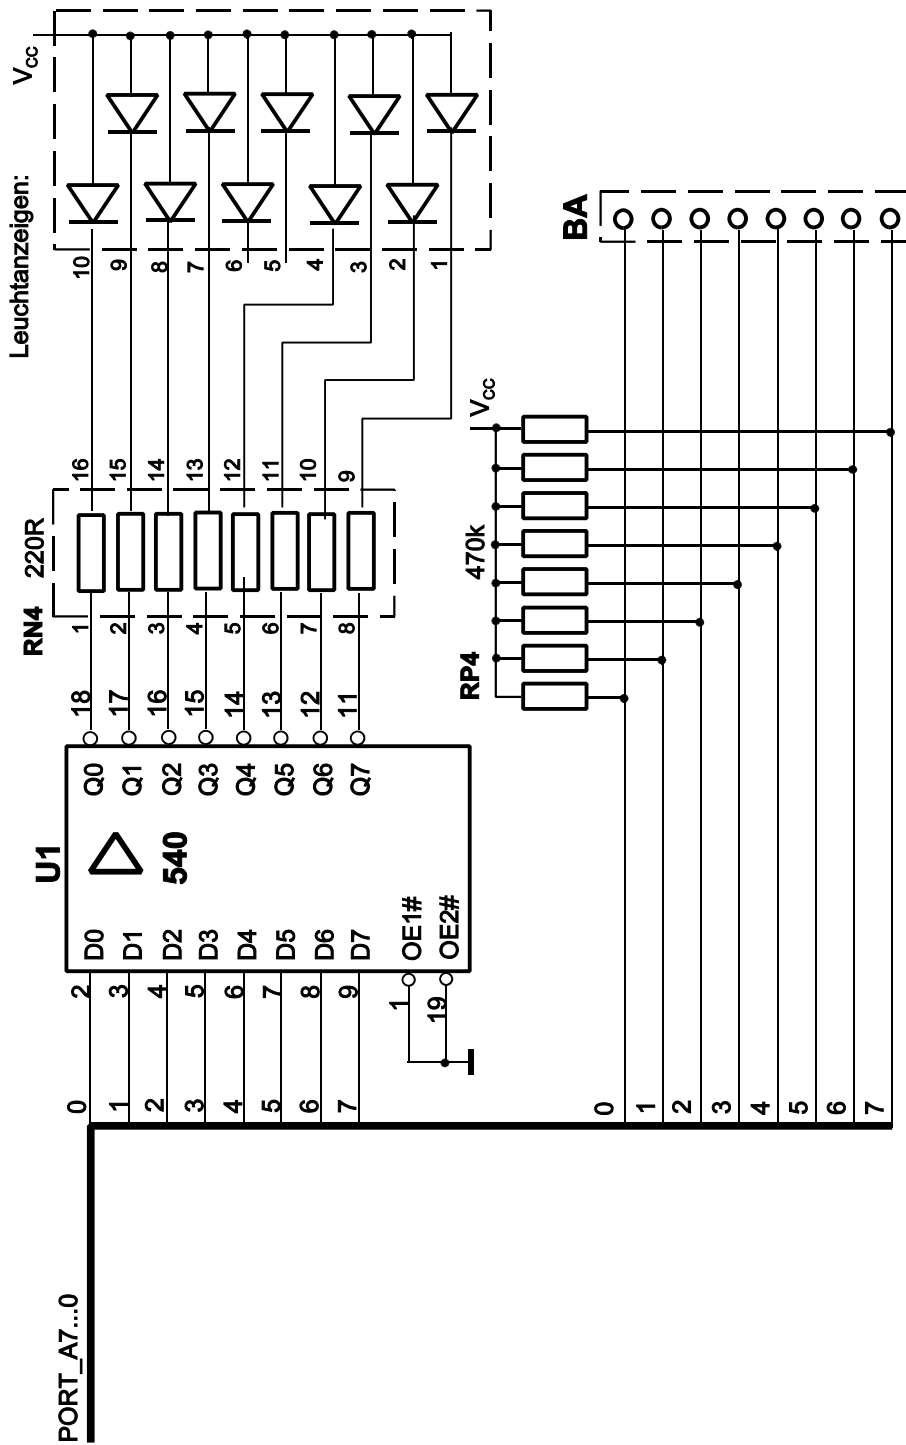 Leuchtanzeigen:
VCC
10
9
8
7
6
5
4
3
2
1
RN4
220R
16
15
14
13
12
11
10
9
1
2
3
4
5
6
7
8
18
17
16
15
14
13
12
11
U1
540
Q0
Q1
Q2
Q3
Q4
Q5
Q6
Q7
D0
D1
D2
D3
D4
D5
D6
D7
OE1#
OE2#
2
3
4
5
6
7
8
9
1
19
0
1
2
3
4
5
6
7
PORT_A7...0
BA
VCC
RP4
470k
0
1
2
3
4
5
6
7